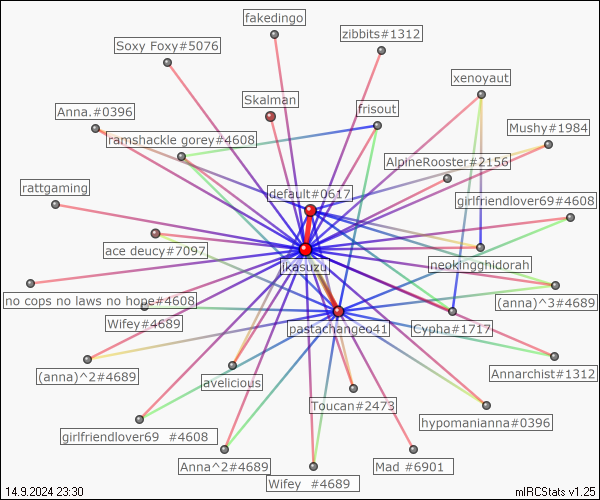 fakedingo
zibbits#1312
Soxy Foxy#5076
xenoyaut
Skalman
frisout
Anna.#0396
Mushy#1984
ramshackle gorey#4608
AlpineRooster#2156
rattgaming
default#0617
girlfriendlover69#4608
ace deucy#7097
jkasuzu
neokingghidorah
no cops no laws no hope#4608
(anna)^3#4689
Wifey#4689
pastachangeo41
Cypha#1717
(anna)^2#4689
avelicious
Annarchist#1312
Toucan#2473
hypomanianna#0396
girlfriendlover69 #4608
Anna^2#4689
Mad #6901
Wifey #4689
14.9.2024 23:30
mIRCStats v1.25